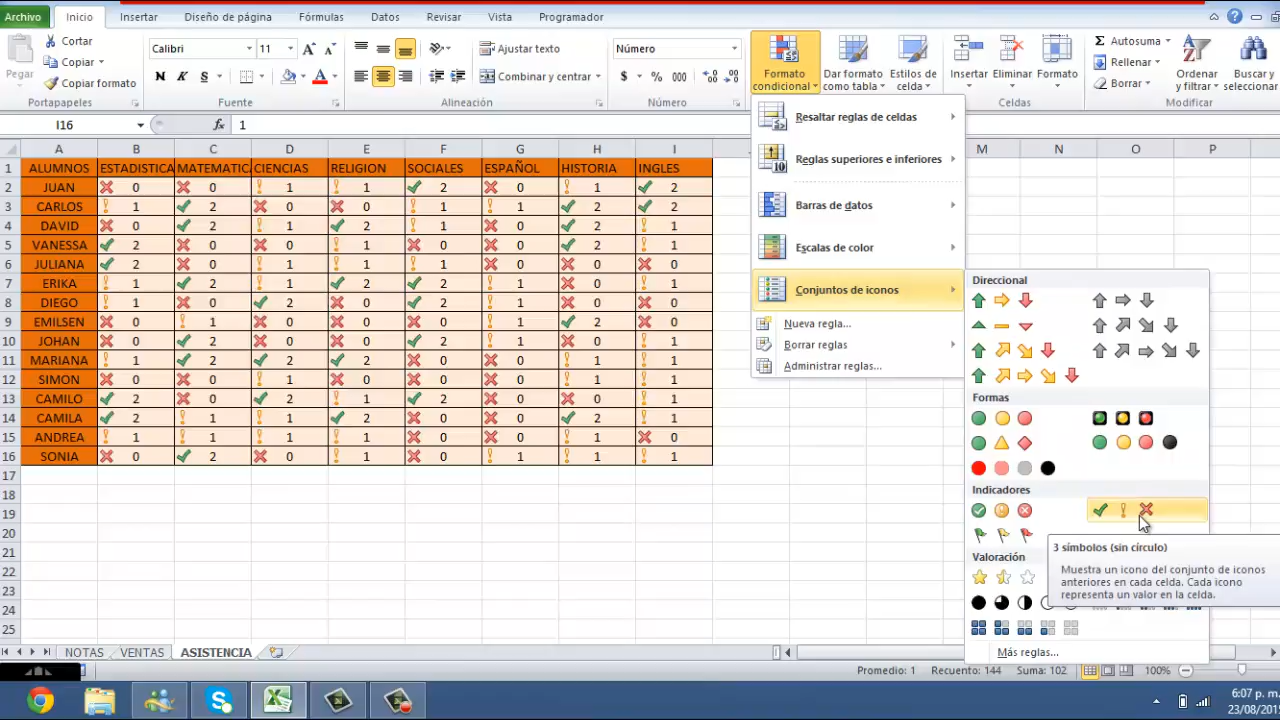 Archivo Inicio Insertar Diseño de página Fórmulas Datos Revisar Vista Programador
Pegar
Cortar
Copiar
Copiar formato
Portapapeles
Calibri 11
N K S
Fuente
Ajustar texto
Combinar y centrar
Alineación
Número
$ % 000
Número
Formato condicional
Dar formato como tabla
Estilos de celda
Insertar Eliminar Formato
Celdas
Autosuma
Rellenar
Borrar
Ordenar y filtrar
Buscar y seleccionar
Modificar
I16 fx 1
A B C D E F G H I M N O P
1 ALUMNOS ESTADISTICA MATEMATIC CIENCIAS RELIGION SOCIALES ESPAÑOL HISTORIA INGLES
2 JUAN 0 0 1 1 2 0 1 2
3 CARLOS 1 2 0 0 1 1 2 2
4 DAVID 0 2 1 2 1 0 2 1
5 VANESSA 2 0 0 1 0 0 2 1
6 JULIANA 2 0 1 1 1 0 0 0
7 ERIKA 1 2 1 2 2 0 0 1
8 DIEGO 1 0 2 0 2 1 0 0
9 EMILSEN 0 1 0 0 0 1 2 0
10 JOHAN 0 2 0 0 2 1 0 1
11 MARIANA 1 2 2 2 0 0 1 1
12 SIMON 0 0 1 0 0 0 1 1
13 CAMILO 2 0 2 1 2 0 0 1
14 CAMILA 2 1 1 2 0 0 2 1
15 ANDREA 1 1 1 1 0 0 1 0
16 SONIA 0 2 0 1 0 1 1 1
17
18
19
20
21
22
23
24
25
Resaltar reglas de celdas
Reglas superiores e inferiores
Barras de datos
Escalas de color
Conjuntos de iconos
Nueva regla...
Borrar reglas
Administrar reglas...
Direccional
Formas
Indicadores
3 símbolos (sin círculo)
Muestra un icono del conjunto de iconos
anteriores en cada celda. Cada icono
representa un valor en la celda.
Valoración
Más reglas...
NOTAS VENTAS ASISTENCIA
Promedio: 1 Recuento: 144 Suma: 102 100%
6:07 p. m.
23/08/201